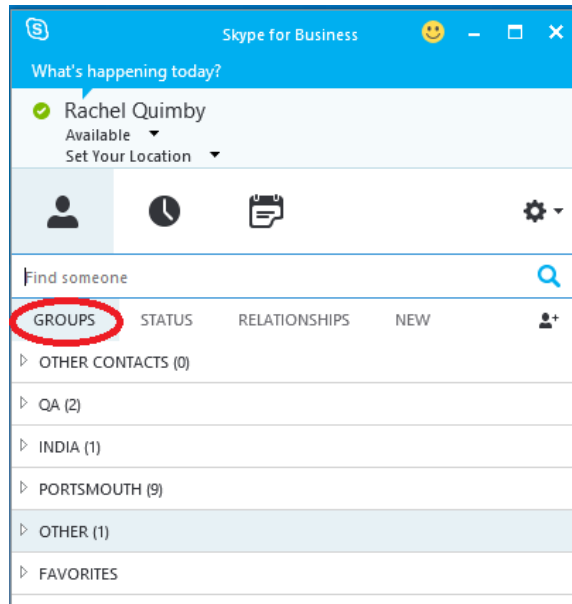 Skype for Business
What's happening today?
Rachel Quimby
Available
Set Your Location
Find someone
GROUPS STATUS RELATIONSHIPS NEW
OTHER CONTACTS (0)
QA (2)
INDIA (1)
PORTSMOUTH (9)
OTHER (1)
FAVORITES